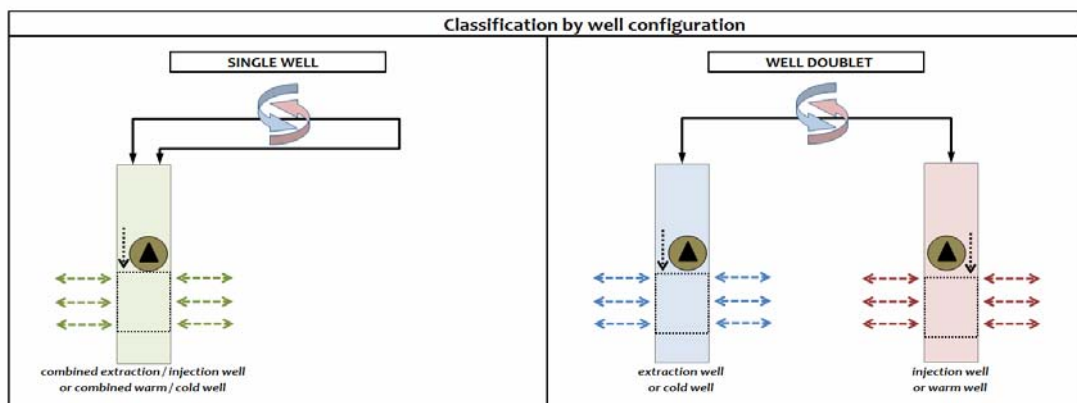 Classification by well configuration
SINGLE WELL
combined extraction / injection well
or combined warm / cold well
WELL DOUBLET
extraction well
or cold well
injection well
or warm well